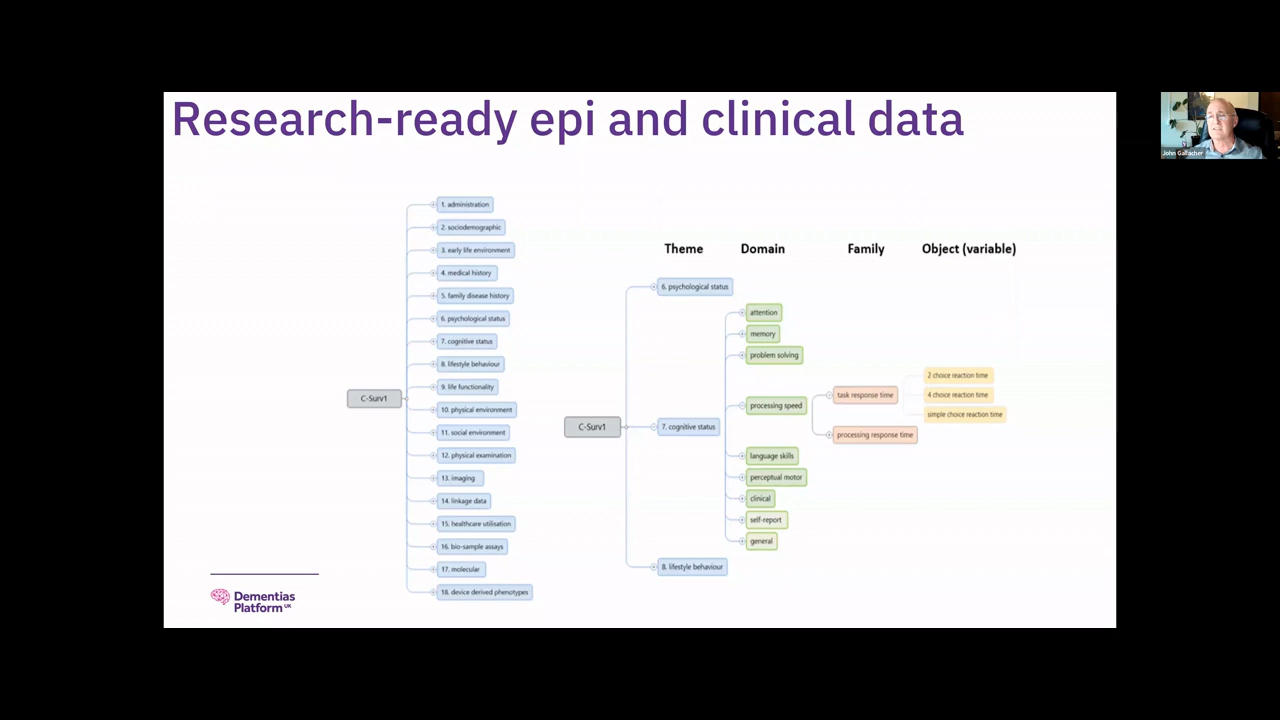 Research-ready epi and clinical data
John Gallacher
C-Surv1
1. administration
2. sociodemographic
3. early life environment
4. medical history
5. family disease history
6. psychological status
7. cognitive status
8. lifestyle behaviour
9. life functionality
10. physical environment
11. social environment
12. physical examination
13. imaging
14. linkage data
15. healthcare utilisation
16. bio-sample assays
17. molecular
18. device derived phenotypes
Theme Domain Family Object (variable)
C-Surv1
6. psychological status
7. cognitive status
8. lifestyle behaviour
attention
memory
problem solving
processing speed
language skills
perceptual motor
clinical
self-report
general
task response time
processing response time
2 choice reaction time
4 choice reaction time
simple choice reaction time
Dementias
Platform UK